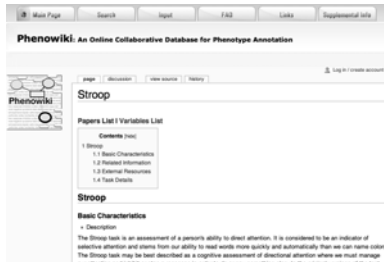 Main Page Search Input FAQ Links Supplemental Info
Phenowiki: An Online Collaborative Database for Phenotype Annotation
Log in / create account
page discussion view source history
Phenowiki
Stroop
Papers List | Variables List
Contents [hide]
1 Stroop
1.1 Basic Characteristics
1.2 Related Information
1.3 External Resources
1.4 Task Details
Stroop
Basic Characteristics
Description
The Stroop task is an assessment of a person's ability to direct attention. It is considered to be an indicator of
selective attention and stems from our ability to read words more quickly and automatically than we can name color
The Stroop task may be best described as a cognitive assessment of directional attention where we must manage